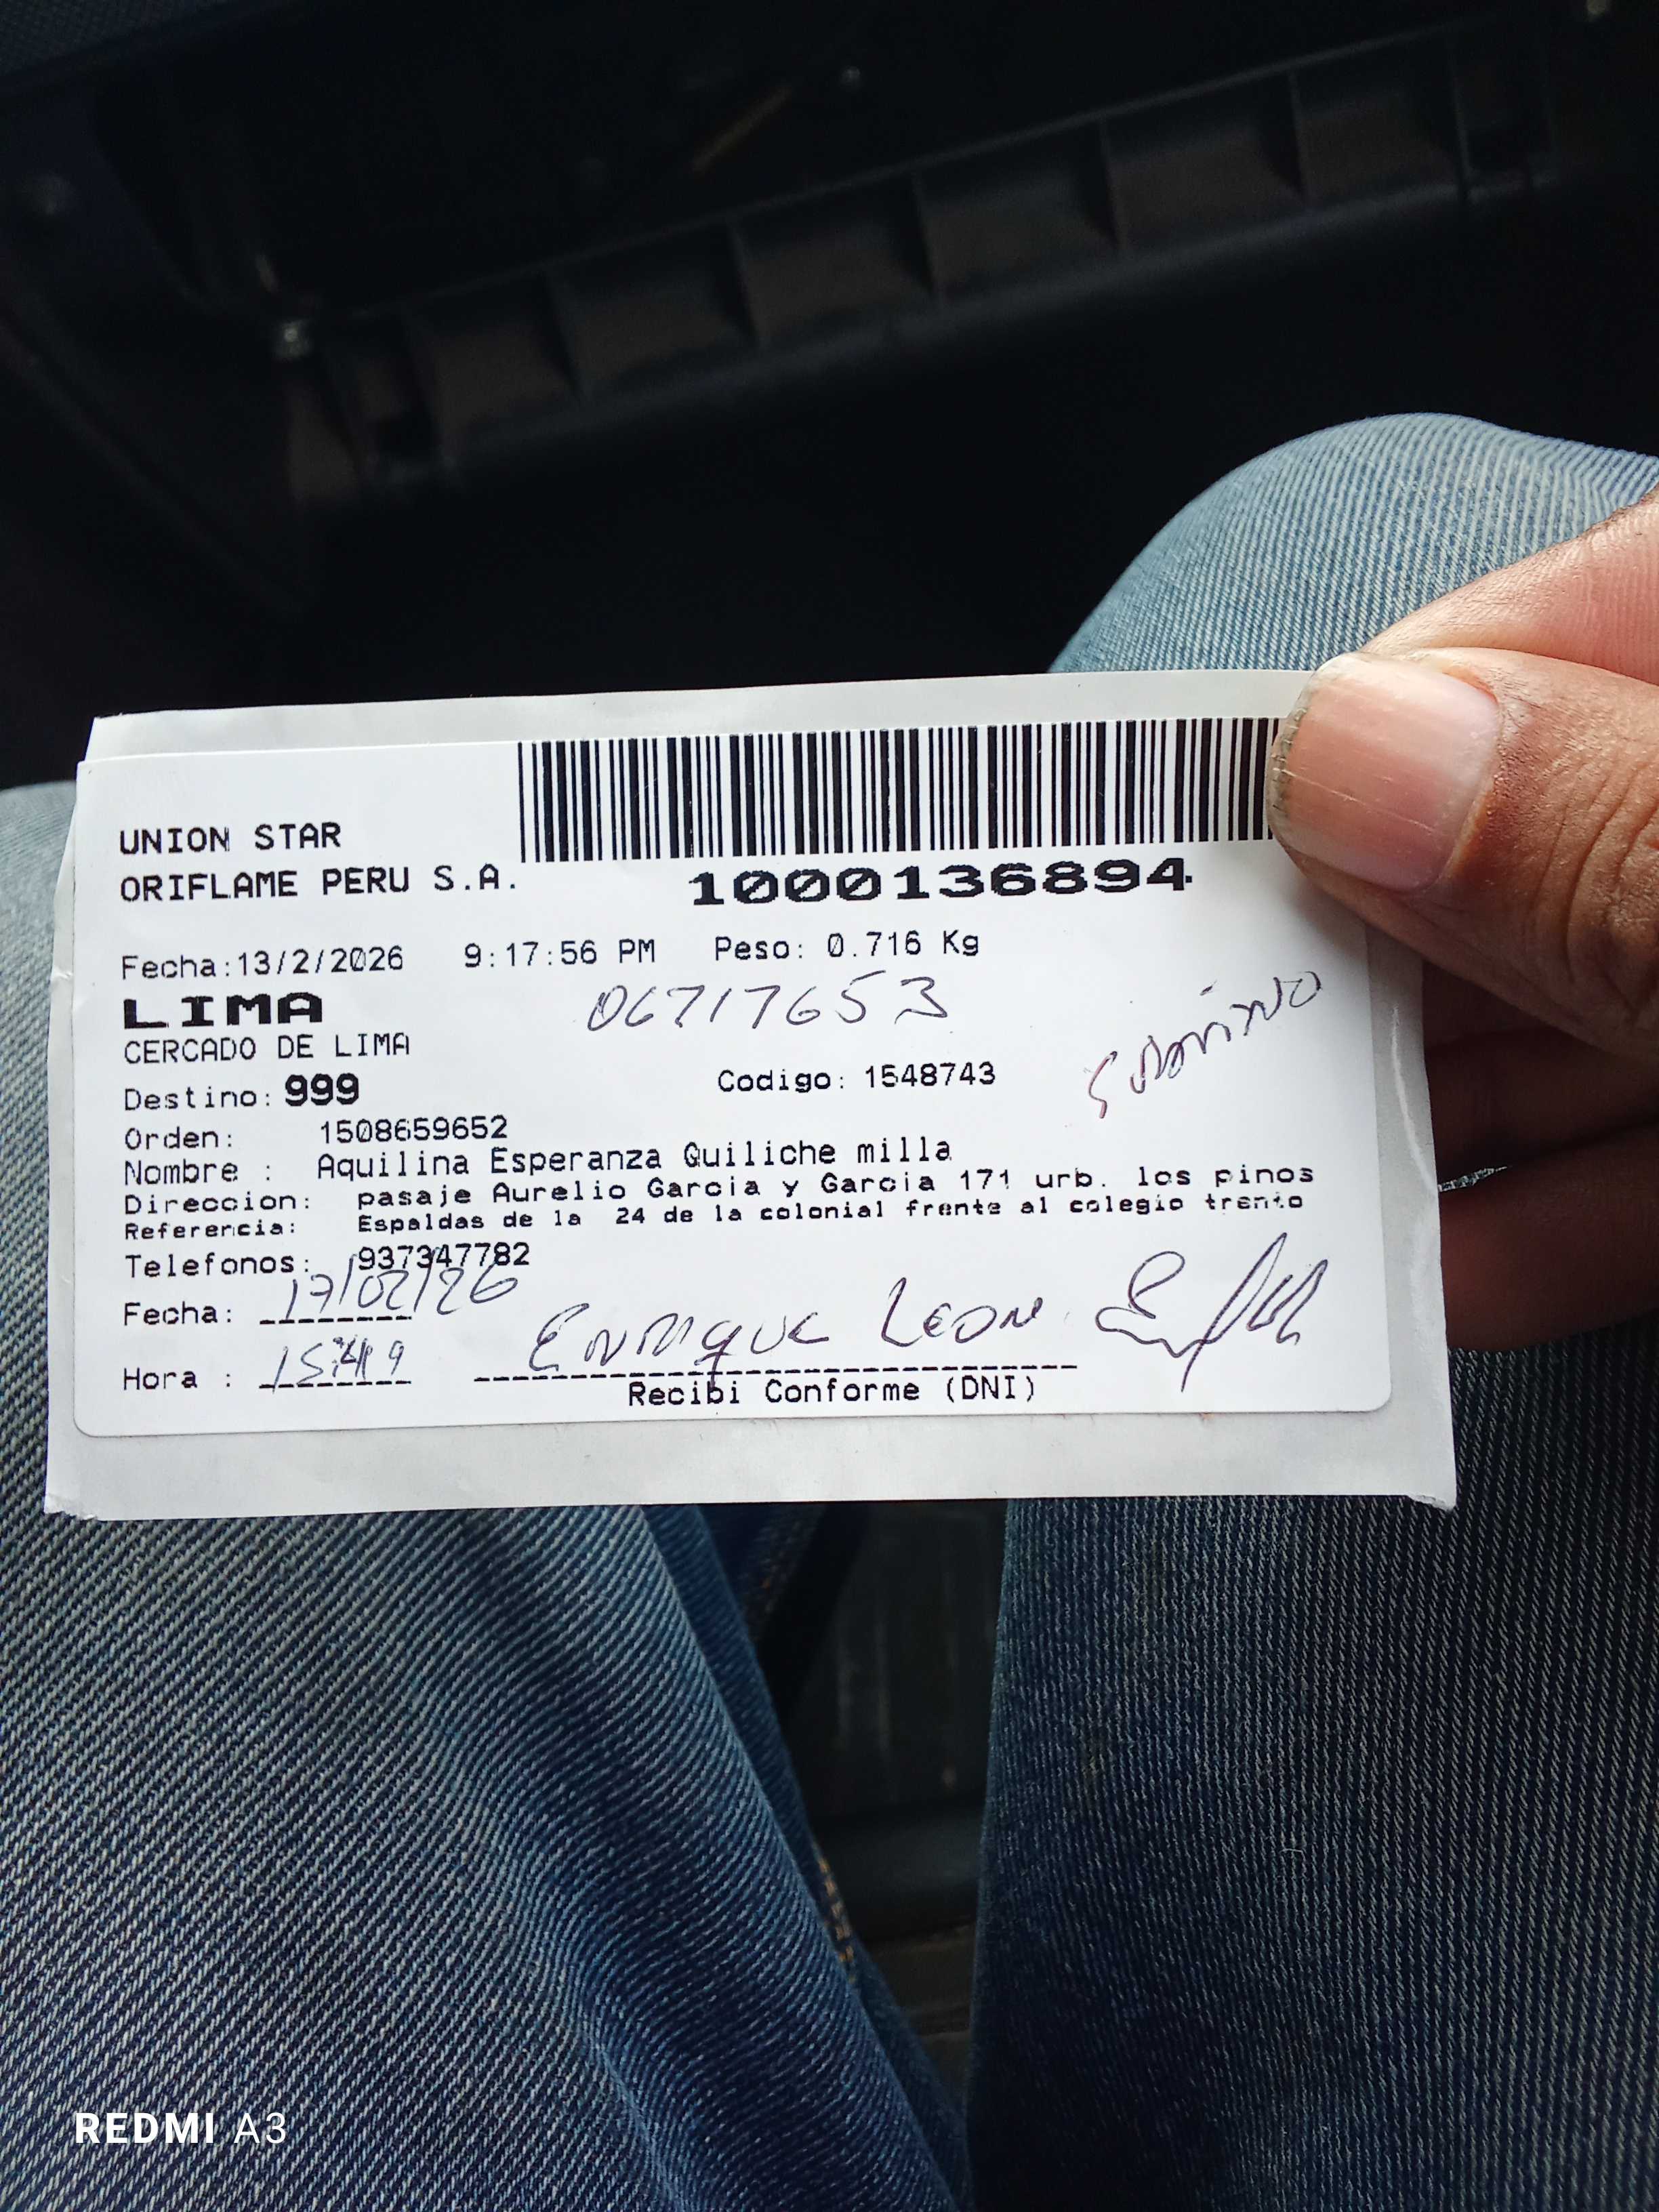 UNION STAR
ORIFLAME PERU S.A.
1000136894
Fecha:13/2/2026 9:17:56 PM Peso: 0.716 Kg
LIMA
06717653
CERCADO DE LIMA
Sobrino
Destino: 999 Codigo: 1548743
Orden: 1508659652
Nombre : Aquilina Esperanza Quiliche milla
Direccion: pasaje Aurelio Garcia y Garcia 171 urb. los pinos
Referencia: Espaldas de la 24 de la colonial frente al colegio trento
Telefonos: 937347782
Fecha: 17/02/26
Enrique Leon
Hora :
Recibi Conforme (DNI)
REDMI A3